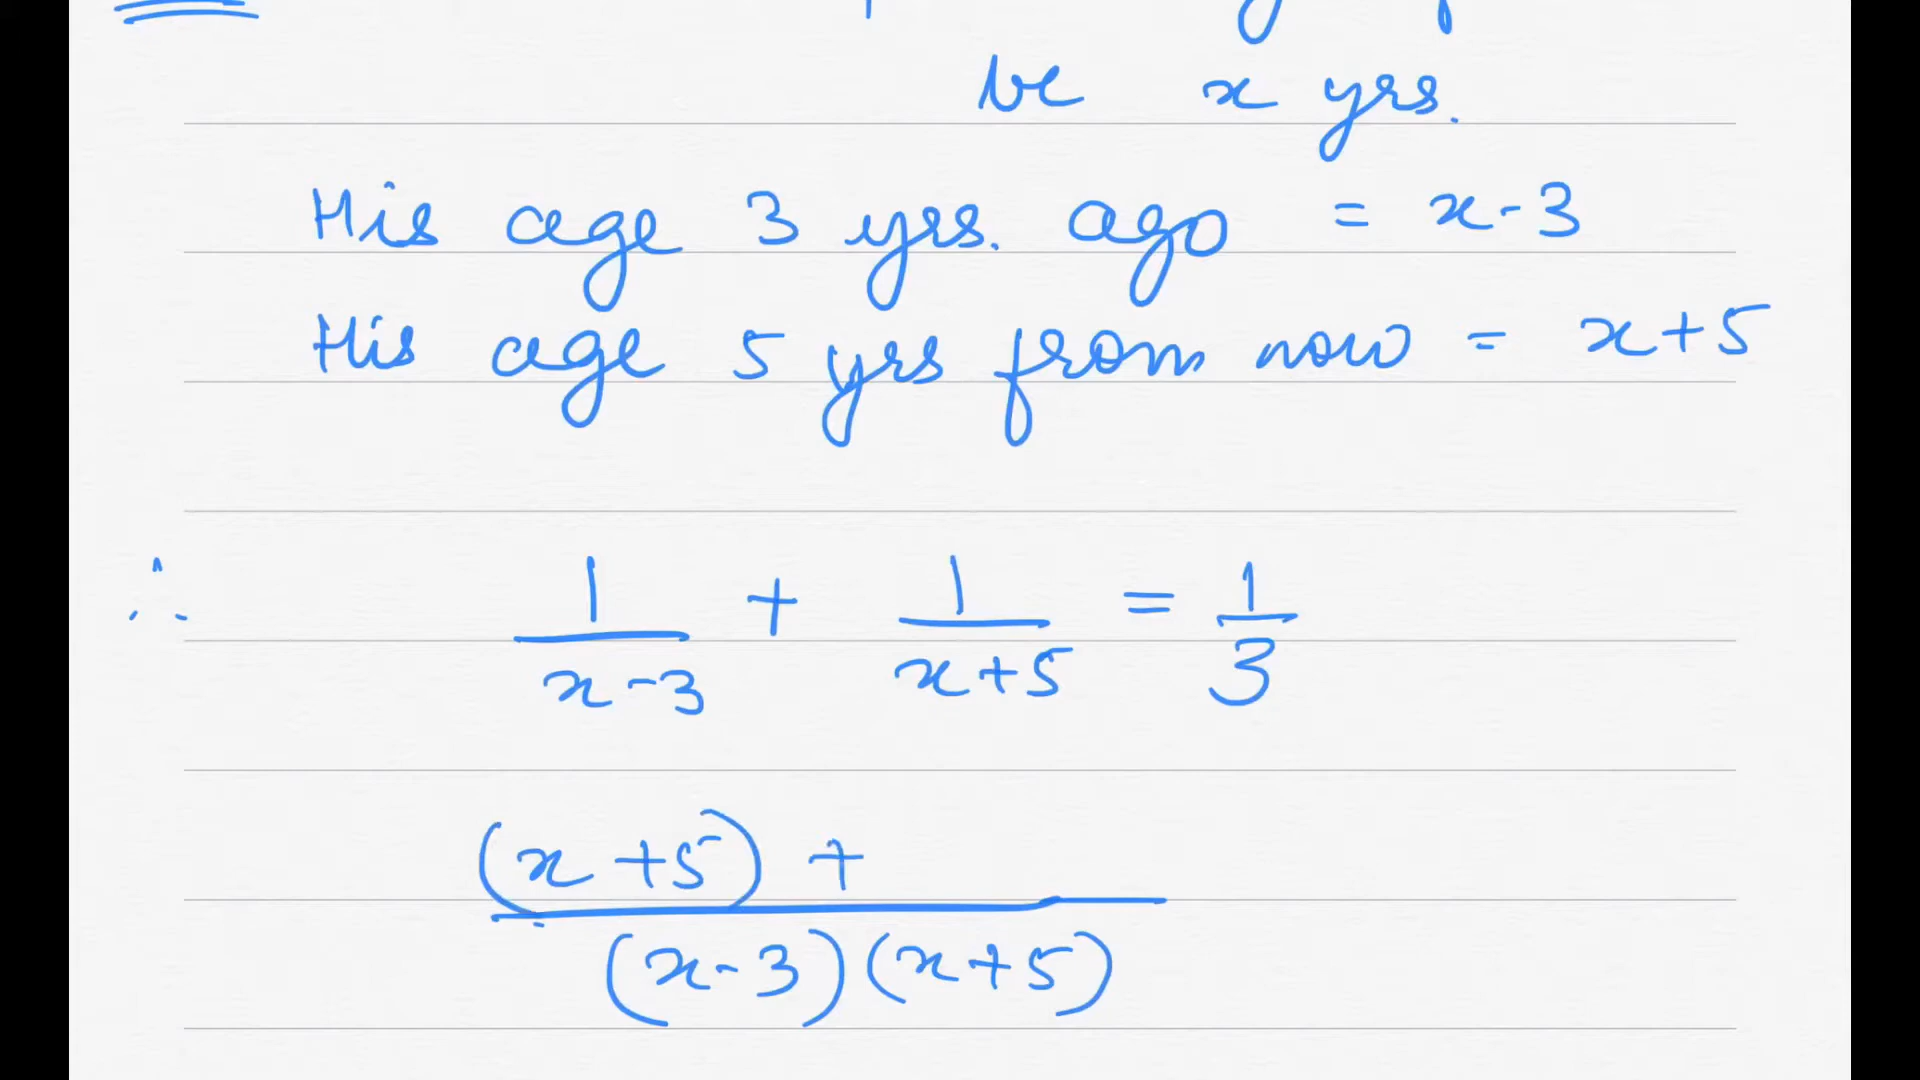 be x yrs.
His age 3 yrs. ago = x-3
His age 5 yrs from now = x+5
∴ 1/(x-3) + 1/(x+5) = 1/3
(x+5) +
(x-3)(x+5)